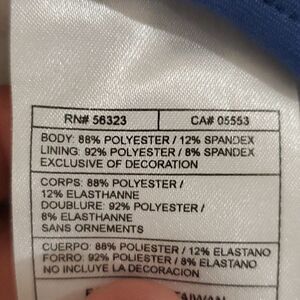 RN# 56323 CA# 05553
BODY: 88% POLYESTER / 12% SPANDEX
LINING: 92% POLYESTER / 8% SPANDEX
EXCLUSIVE OF DECORATION
CORPS: 88% POLYESTER /
12% ELASTHANNE
DOUBLURE: 92% POLYESTER /
8% ELASTHANNE
SANS ORNEMENTS
CUERPO: 88% POLIESTER / 12% ELASTANO
FORRO: 92% POLIESTER / 8% ELASTANO
NO INCLUYE LA DECORACION